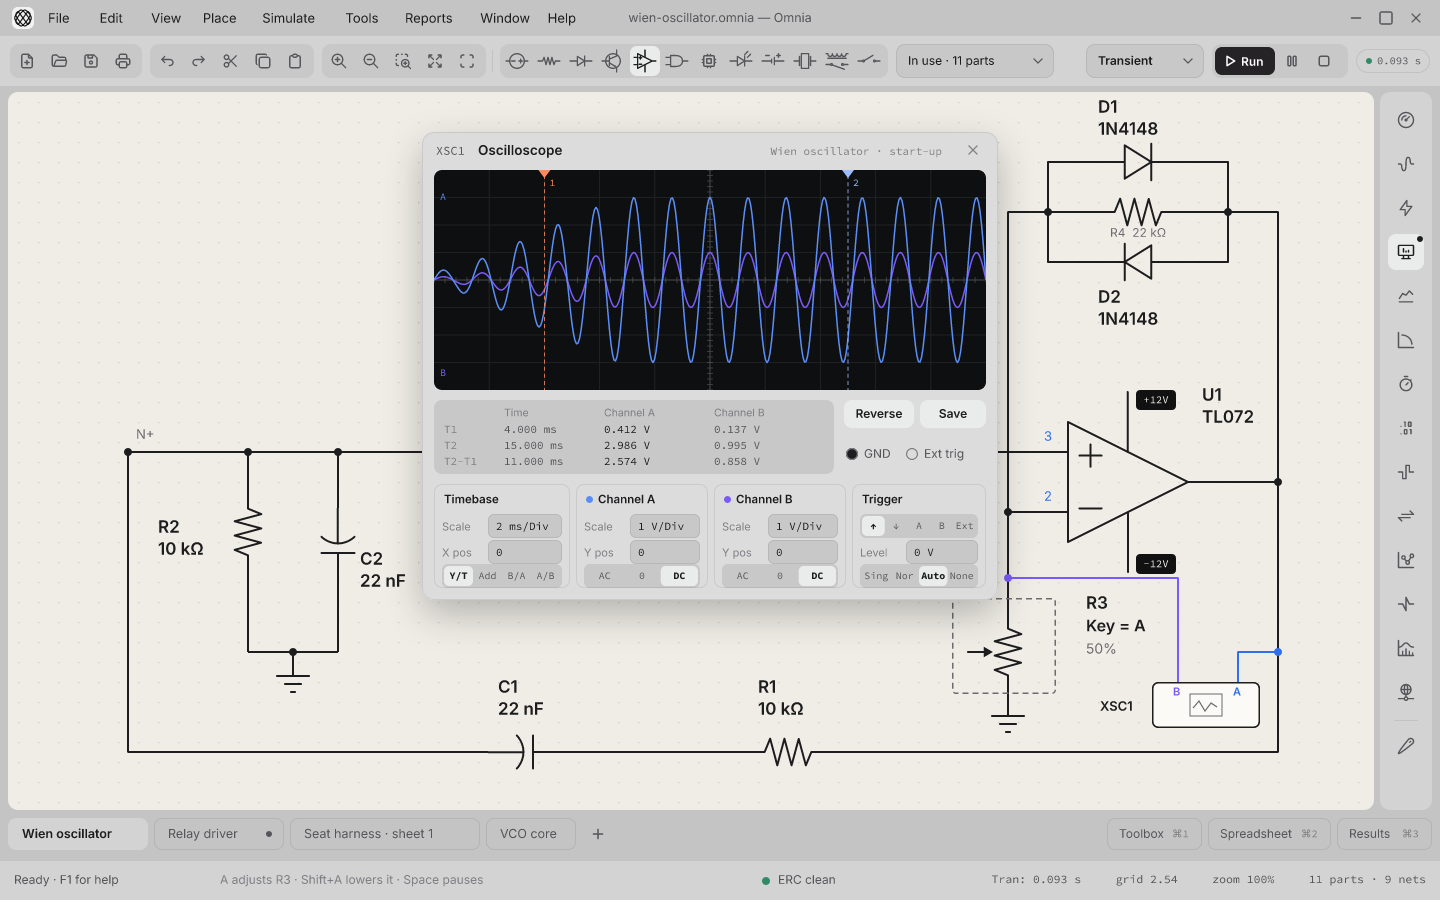 File Edit View Place Simulate Tools Reports Window Help wien-oscillator.omnia — Omnia
In use · 11 parts Transient Run 0.093 s
D1
1N4148
R4 22 kΩ
D2
1N4148
XSC1 Oscilloscope Wien oscillator · start-up
1 2
A
B
Time Channel A Channel B
T1 4.000 ms 0.412 V 0.137 V
T2 15.000 ms 2.986 V 0.995 V
T2-T1 11.000 ms 2.574 V 0.858 V
Reverse Save
GND Ext trig
Timebase
Scale 2 ms/Div
X pos 0
Y/T Add B/A A/B
Channel A
Scale 1 V/Div
Y pos 0
AC 0 DC
Channel B
Scale 1 V/Div
Y pos 0
AC 0 DC
Trigger
↑ ↓ A B Ext
Level 0 V
Sing Nor Auto None
N+
R2
10 kΩ
C2
22 nF
+12V
U1
TL072
3
2
−12V
R3
Key = A
50%
C1
22 nF
R1
10 kΩ
XSC1
B A
Wien oscillator Relay driver Seat harness · sheet 1 VCO core
Toolbox ⌘1 Spreadsheet ⌘2 Results ⌘3
Ready · F1 for help A adjusts R3 · Shift+A lowers it · Space pauses ERC clean Tran: 0.093 s grid 2.54 zoom 100% 11 parts · 9 nets